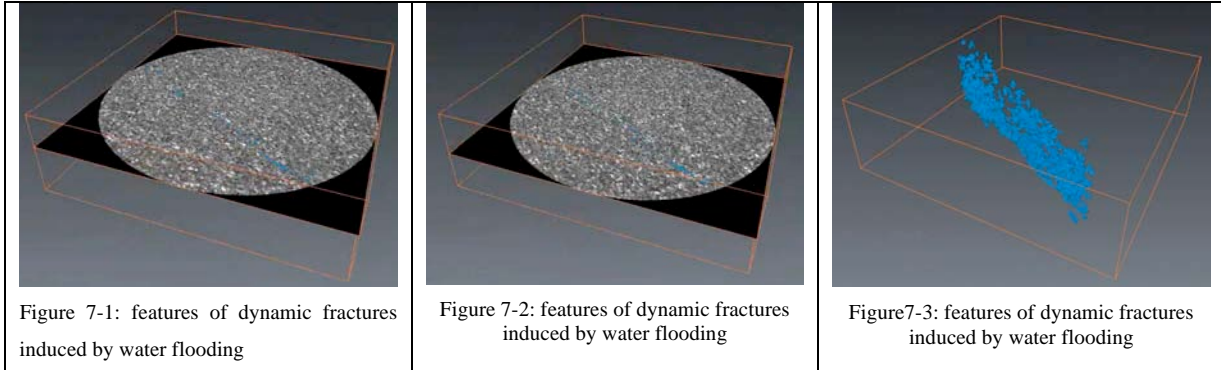 Figure 7-1: features of dynamic fractures
induced by water flooding
Figure 7-2: features of dynamic fractures
induced by water flooding
Figure7-3: features of dynamic fractures
induced by water flooding